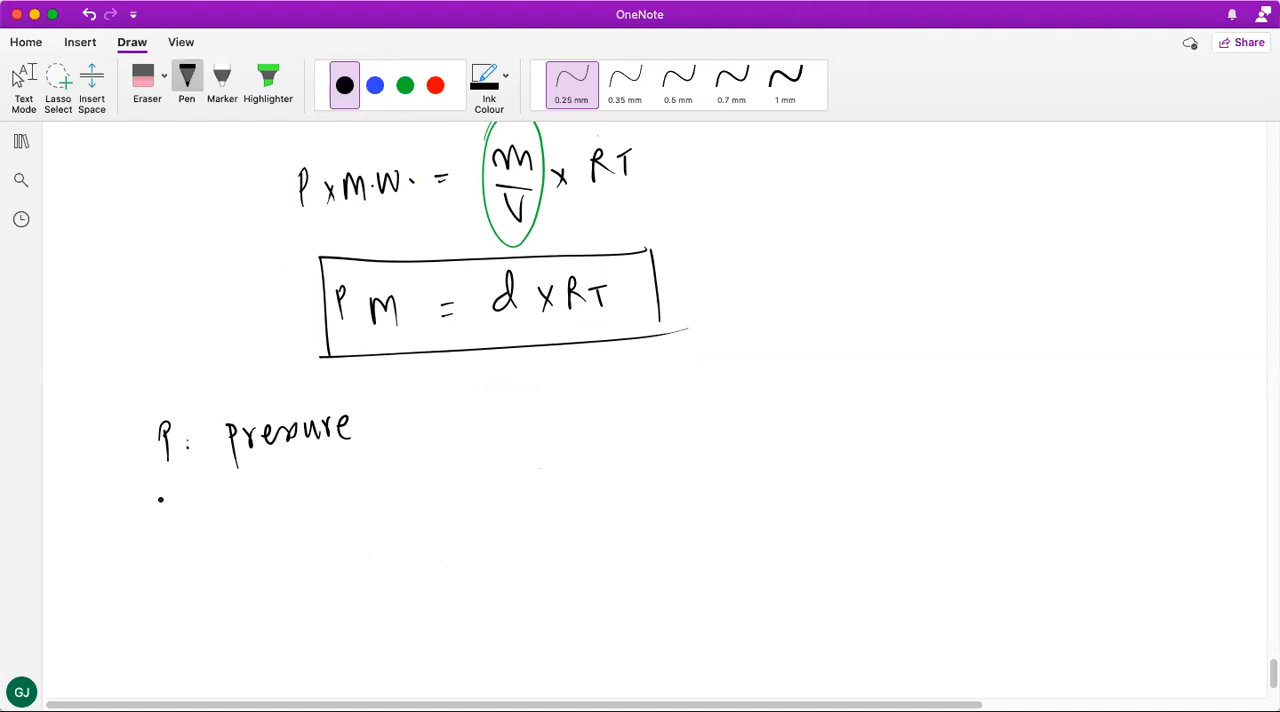 OneNote
Home Insert Draw View Share
Text Mode Lasso Select Insert Space Eraser Pen Marker Highlighter Ink Colour 0.25 mm 0.35 mm 0.5 mm 0.7 mm 1 mm
P x M.W. = m/V x RT
P M = d x RT
P: pressure
GJ